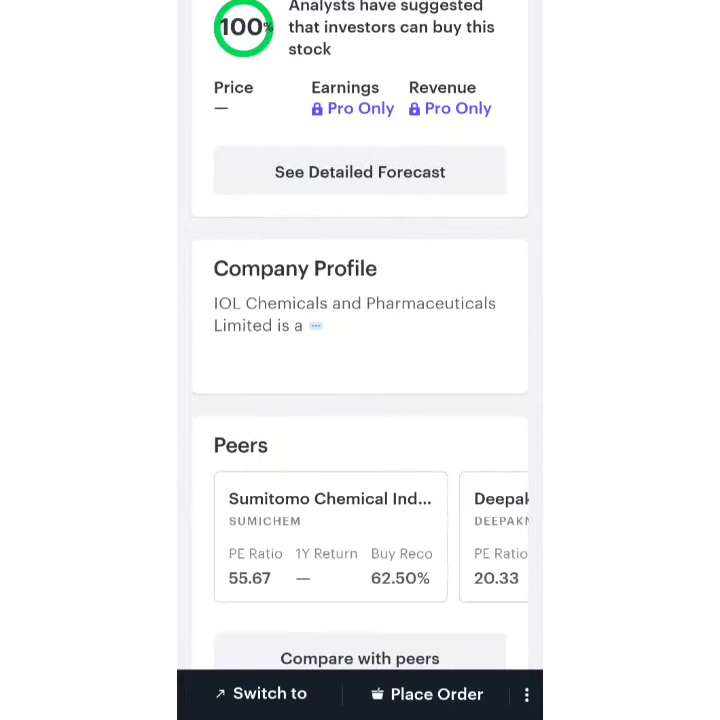 Analysts have suggested
100%
that investors can buy this
stock
Price Earnings Revenue
— Pro Only Pro Only
See Detailed Forecast
Company Profile
IOL Chemicals and Pharmaceuticals
Limited is a ...
Peers
Sumitomo Chemical Ind... Deepak
SUMICHEM DEEPAKN
PE Ratio 1Y Return Buy Reco PE Ratio
55.67 — 62.50% 20.33
Compare with peers
Switch to Place Order